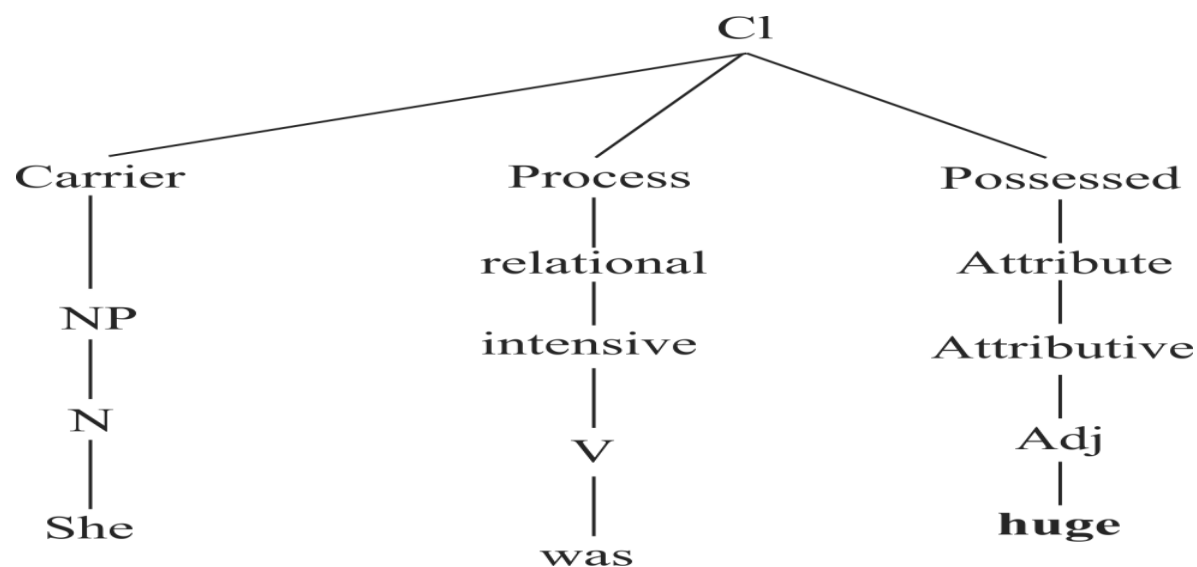 Cl
Carrier Process Possessed
relational Attribute
NP intensive Attributive
N V Adj
She was huge